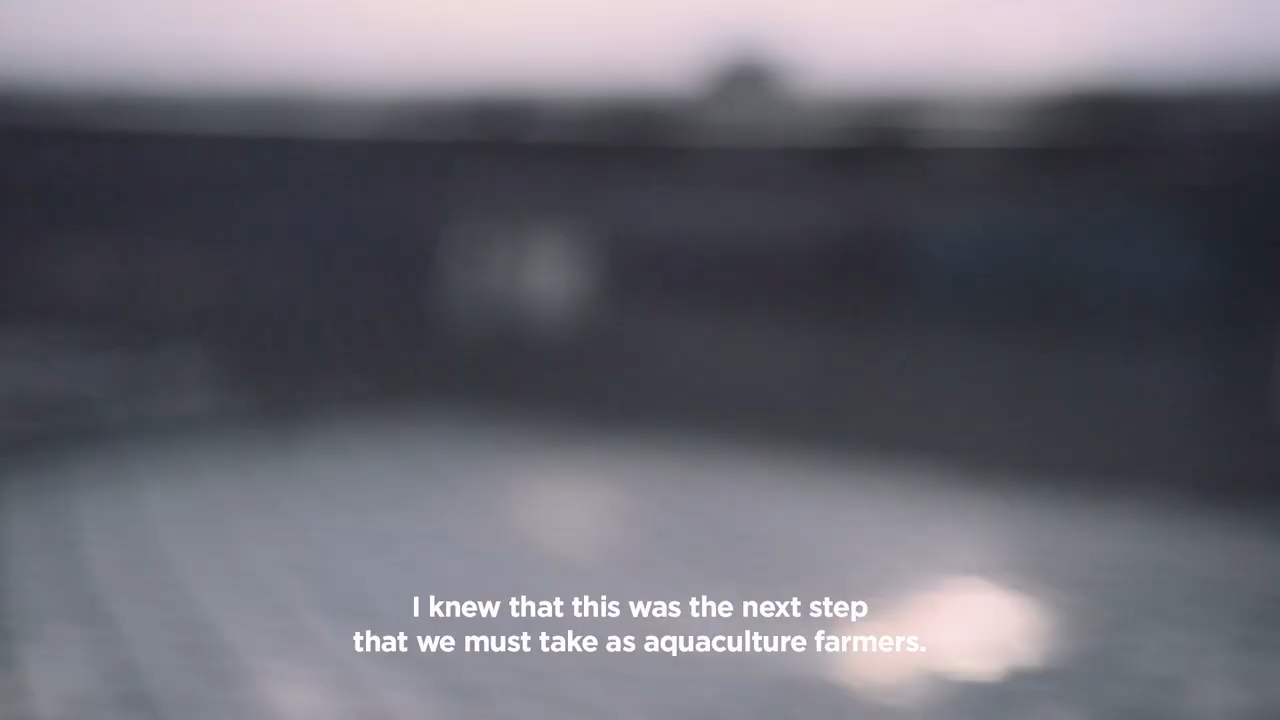 I knew that this was the next step
that we must take as aquaculture farmers.